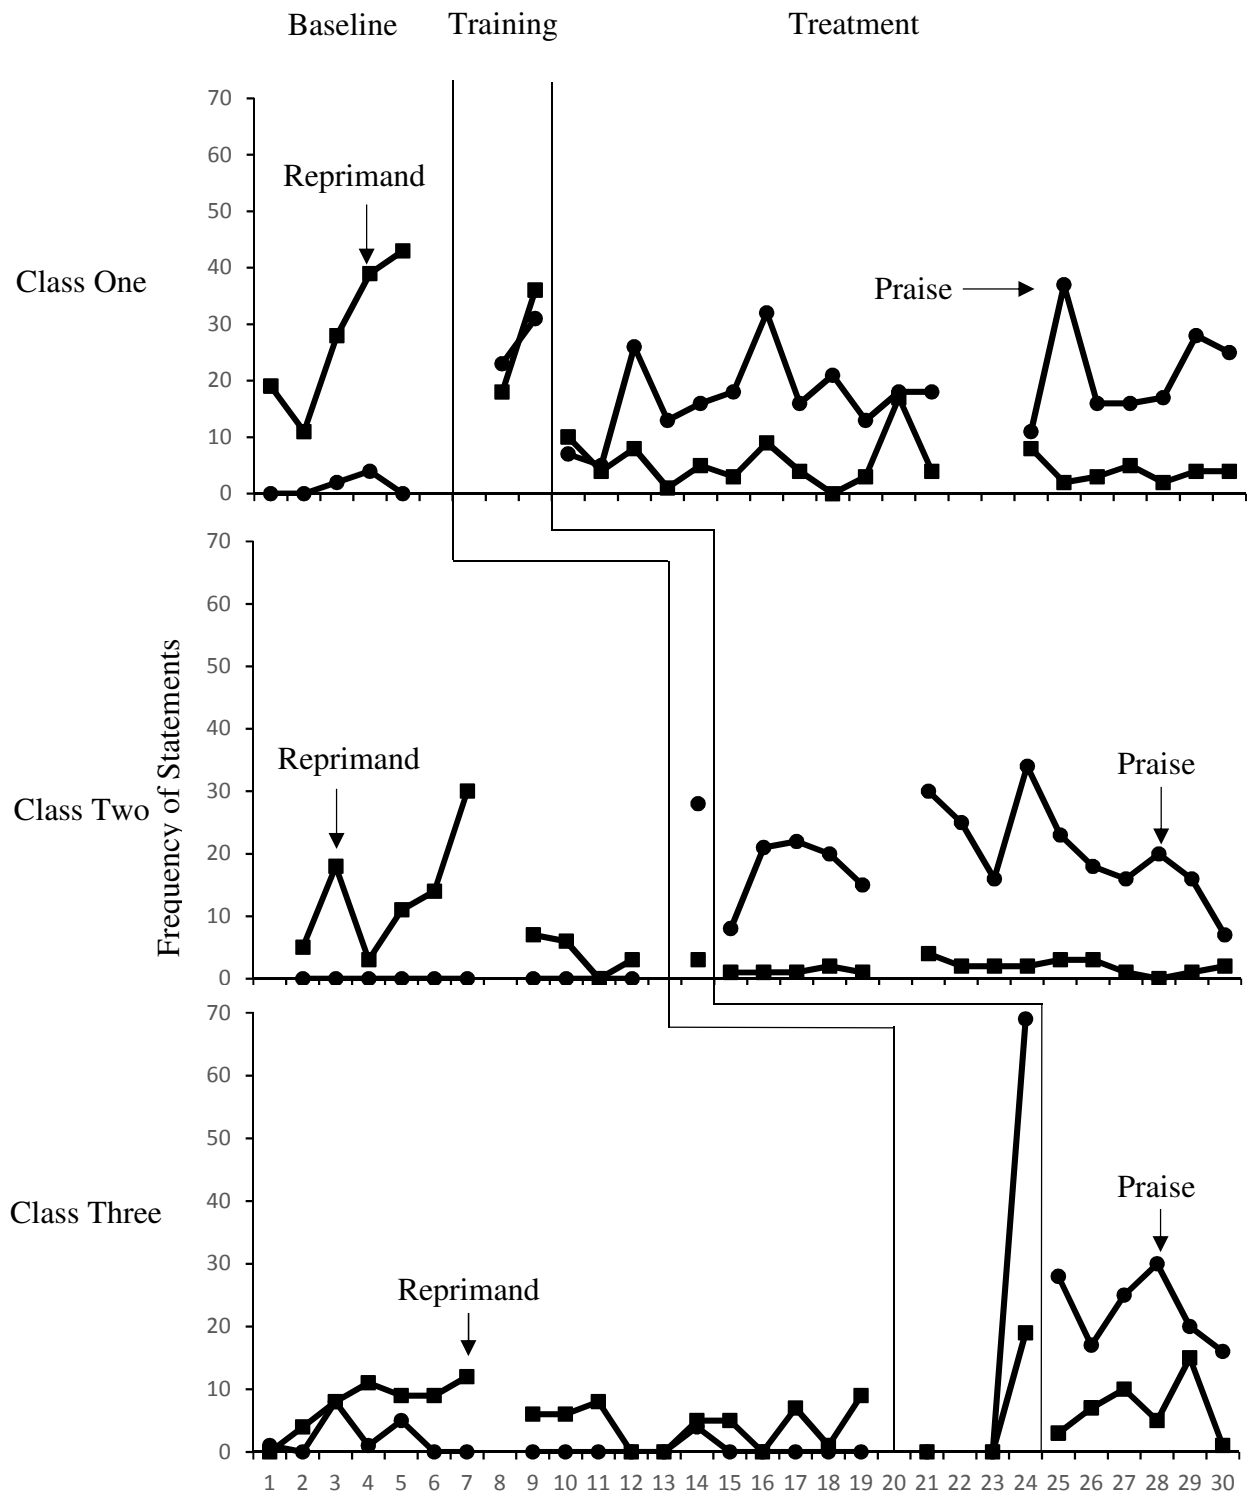 Baseline Training Treatment
70
60
50
40
30
20
10
0
Reprimand
Class One
Praise
70
60
50
40
30
20
10
0
Frequency of Statements
Reprimand
Praise
Class Two
70
60
50
40
30
20
10
0
Class Three
Praise
Reprimand
1 2 3 4 5 6 7 8 9 10 11 12 13 14 15 16 17 18 19 20 21 22 23 24 25 26 27 28 29 30